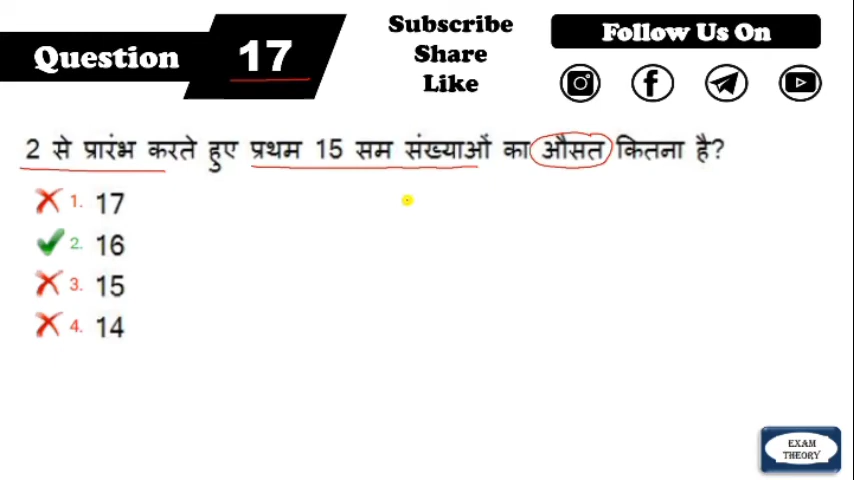 Question 17
Subscribe
Share
Like
Follow Us On
2 से प्रारंभ करते हुए प्रथम 15 सम संख्याओं का औसत कितना है?
1. 17
2. 16
3. 15
4. 14
EXAM
THEORY